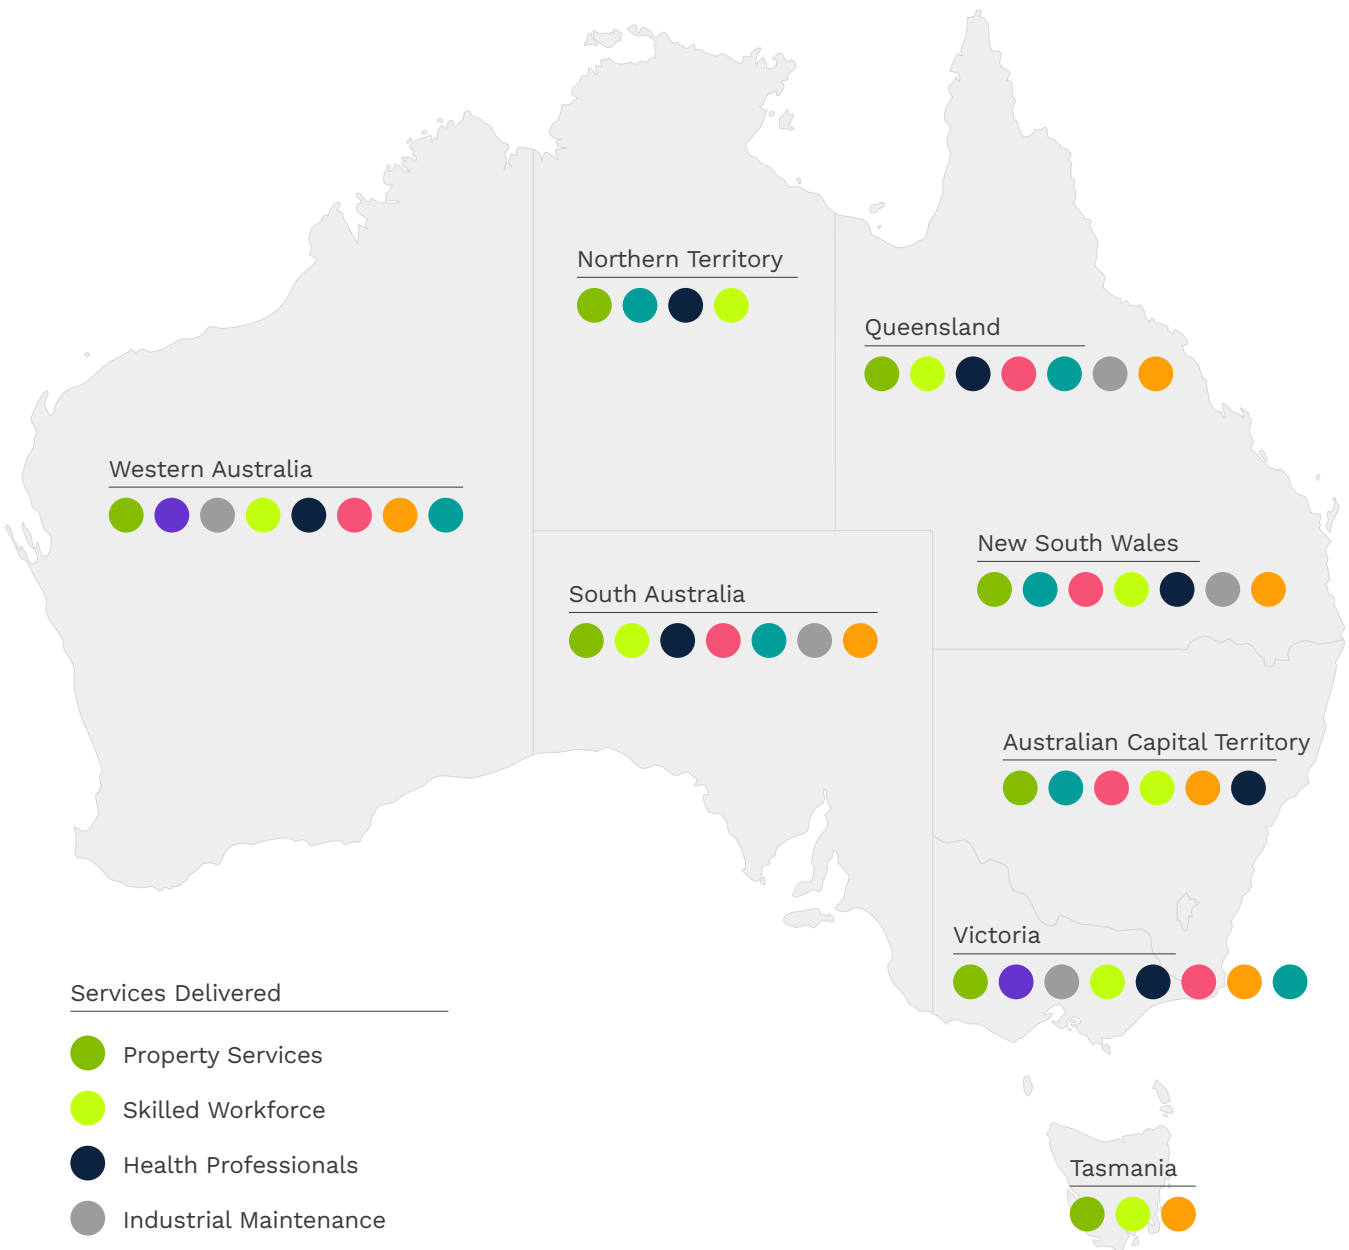 Northern Territory
Queensland
Western Australia
New South Wales
South Australia
Australian Capital Territory
Victoria
Services Delivered
Property Services
Skilled Workforce
Health Professionals
Industrial Maintenance
Tasmania